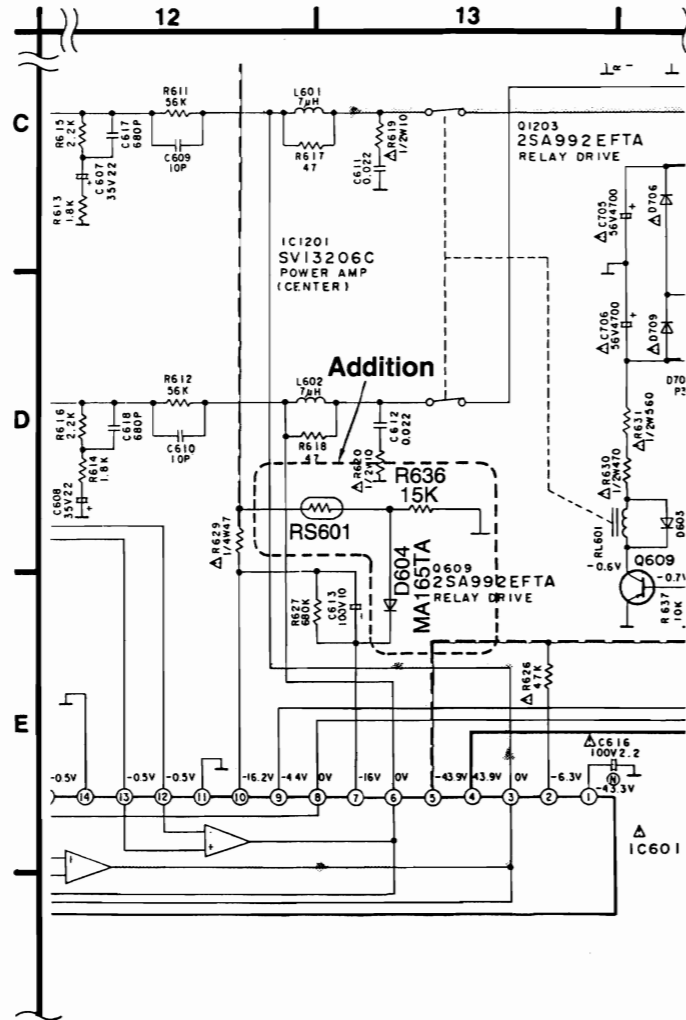 12
13
C
D
E
R611
56K
C609
10P
R615
2.2K
C617
680P
C607
35V22
R613
1.8K
L601
7μH
R617
47
C611
0.022
R619
1/2W10
Q1203
2SA992EFTA
RELAY DRIVE
IC1201
SVI3206C
POWER AMP
(CENTER)
C705
56V4700
D706
C706
56V4700
D709
R612
56K
C610
10P
R616
2.2K
C618
680P
R614
1.8K
C608
35V22
L602
7μH
R618
47
Addition
C612
0.022
R620
1/2W10
R636
15K
RS601
R629
1/4W47
D604
MA165TA
Q609
2SA992EFTA
RELAY DRIVE
R627
680K
C613
100V10
R631
1/2W560
R630
1/2W470
RL601
D603
-0.6V
Q609
-0.7V
R637
10K
R626
47K
C616
100V2.2
N
-43.3V
-0.5V
-0.5V
-0.5V
-16.2V
-4.4V
0V
-16V
0V
-43.9V
-43.9V
0V
-6.3V
14
13
12
11
10
9
8
7
6
5
4
3
2
1
IC601